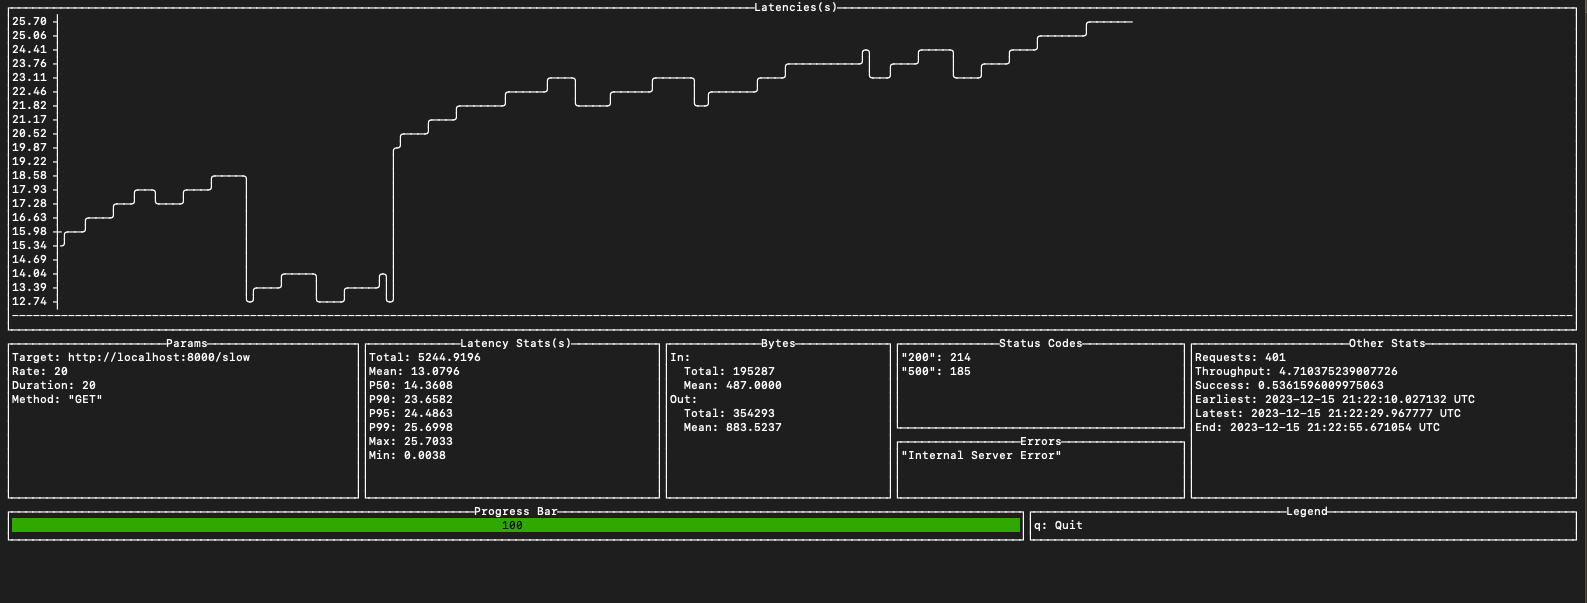 Latencies(s)
25.70
25.06
24.41
23.76
23.11
22.46
21.82
21.17
20.52
19.87
19.22
18.58
17.93
17.28
16.63
15.98
15.34
14.69
14.04
13.39
12.74
Params
Target: http://localhost:8000/slow
Rate: 20
Duration: 20
Method: "GET"
Latency Stats(s)
Total: 5244.9196
Mean: 13.0796
P50: 14.3608
P90: 23.6582
P95: 24.4863
P99: 25.6998
Max: 25.7033
Min: 0.0038
Bytes
In:
Total: 195287
Mean: 487.0000
Out:
Total: 354293
Mean: 883.5237
Status Codes
"200": 214
"500": 185
Errors
"Internal Server Error"
Other Stats
Requests: 401
Throughput: 4.710375239007726
Success: 0.5361596009975063
Earliest: 2023-12-15 21:22:10.027132 UTC
Latest: 2023-12-15 21:22:29.967777 UTC
End: 2023-12-15 21:22:55.671054 UTC
Progress Bar
100
Legend
q: Quit